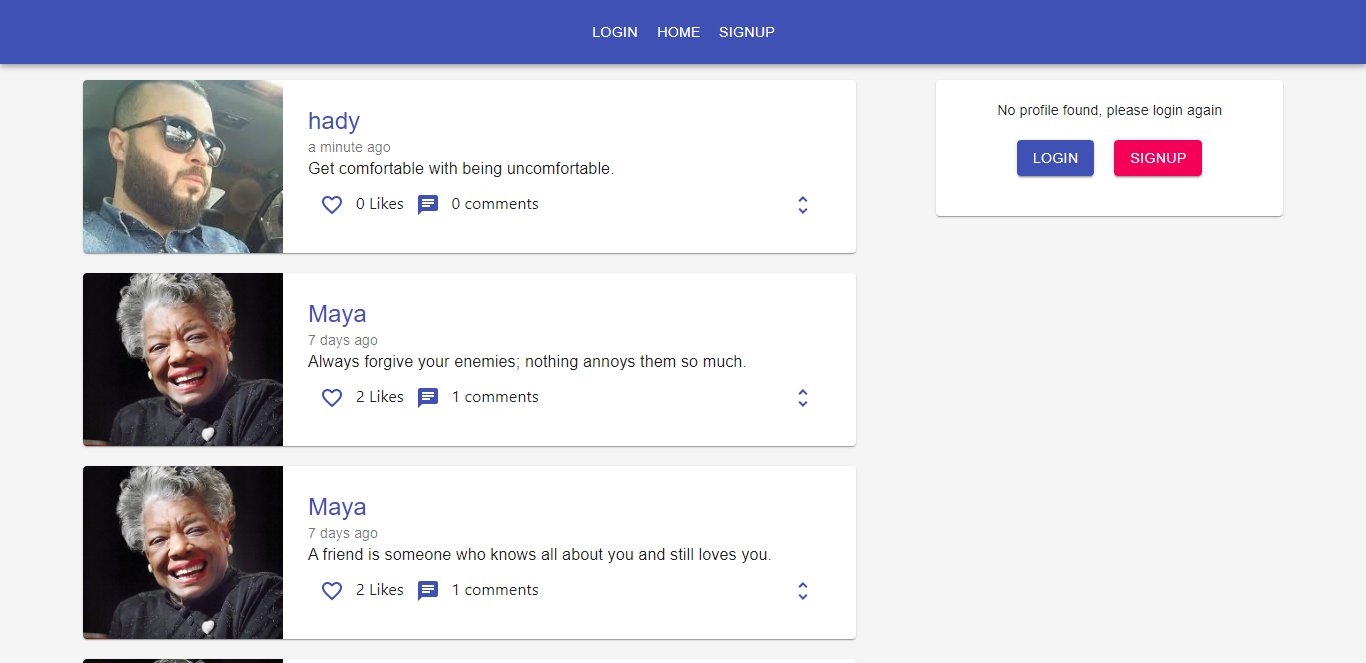 LOGIN HOME SIGNUP
hady
a minute ago
Get comfortable with being uncomfortable.
0 Likes 0 comments
Maya
7 days ago
Always forgive your enemies; nothing annoys them so much.
2 Likes 1 comments
Maya
7 days ago
A friend is someone who knows all about you and still loves you.
2 Likes 1 comments
No profile found, please login again
LOGIN SIGNUP